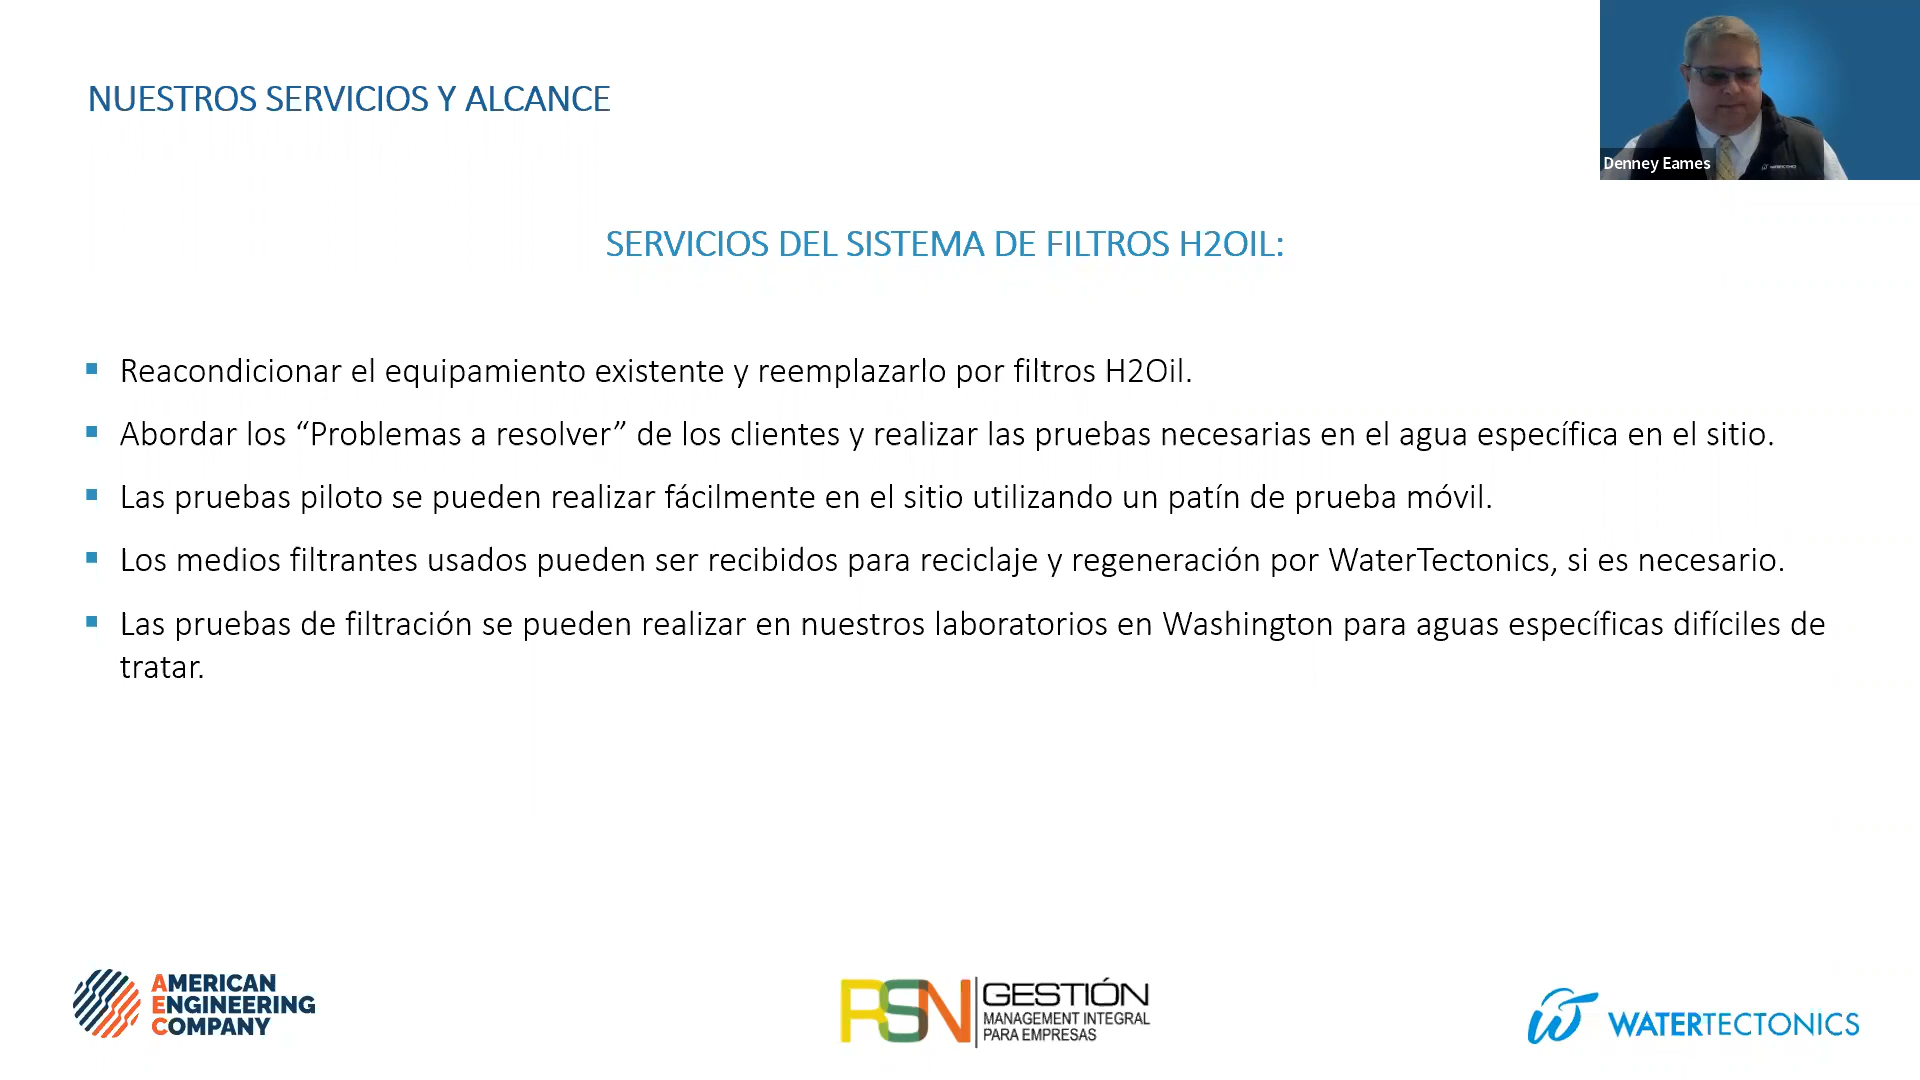 NUESTROS SERVICIOS Y ALCANCE
Denney Eames
SERVICIOS DEL SISTEMA DE FILTROS H2OIL:
▪ Reacondicionar el equipamiento existente y reemplazarlo por filtros H2Oil.
▪ Abordar los “Problemas a resolver” de los clientes y realizar las pruebas necesarias en el agua específica en el sitio.
▪ Las pruebas piloto se pueden realizar fácilmente en el sitio utilizando un patín de prueba móvil.
▪ Los medios filtrantes usados pueden ser recibidos para reciclaje y regeneración por WaterTectonics, si es necesario.
▪ Las pruebas de filtración se pueden realizar en nuestros laboratorios en Washington para aguas específicas difíciles de
tratar.
AMERICAN
ENGINEERING
COMPANY
RSN GESTIÓN
MANAGEMENT INTEGRAL
PARA EMPRESAS
WATERTECTONICS